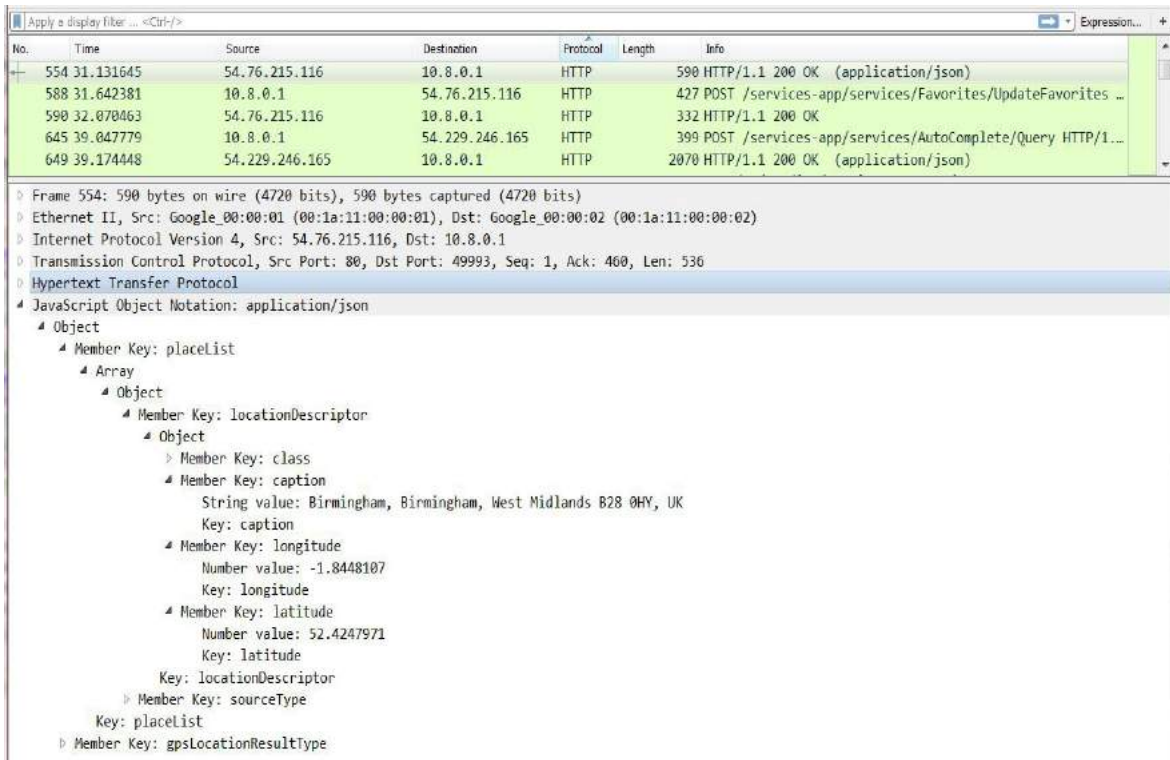 Apply a display filter ... <Ctrl-/> Expression... +
No. Time Source Destination Protocol Length Info
554 31.131645 54.76.215.116 10.8.0.1 HTTP 590 HTTP/1.1 200 OK (application/json)
588 31.642381 10.8.0.1 54.76.215.116 HTTP 427 POST /services-app/services/Favorites/UpdateFavorites …
590 32.070463 54.76.215.116 10.8.0.1 HTTP 332 HTTP/1.1 200 OK
645 39.047779 10.8.0.1 54.229.246.165 HTTP 399 POST /services-app/services/AutoComplete/Query HTTP/1.…
649 39.174448 54.229.246.165 10.8.0.1 HTTP 2070 HTTP/1.1 200 OK (application/json)
Frame 554: 590 bytes on wire (4720 bits), 590 bytes captured (4720 bits)
Ethernet II, Src: Google_00:00:01 (00:1a:11:00:00:01), Dst: Google_00:00:02 (00:1a:11:00:00:02)
Internet Protocol Version 4, Src: 54.76.215.116, Dst: 10.8.0.1
Transmission Control Protocol, Src Port: 80, Dst Port: 49993, Seq: 1, Ack: 460, Len: 536
Hypertext Transfer Protocol
JavaScript Object Notation: application/json
Object
Member Key: placeList
Array
Object
Member Key: locationDescriptor
Object
Member Key: class
Member Key: caption
String value: Birmingham, Birmingham, West Midlands B28 0HY, UK
Key: caption
Member Key: longitude
Number value: -1.8448107
Key: longitude
Member Key: latitude
Number value: 52.4247971
Key: latitude
Key: locationDescriptor
Member Key: sourceType
Key: placeList
Member Key: gpsLocationResultType